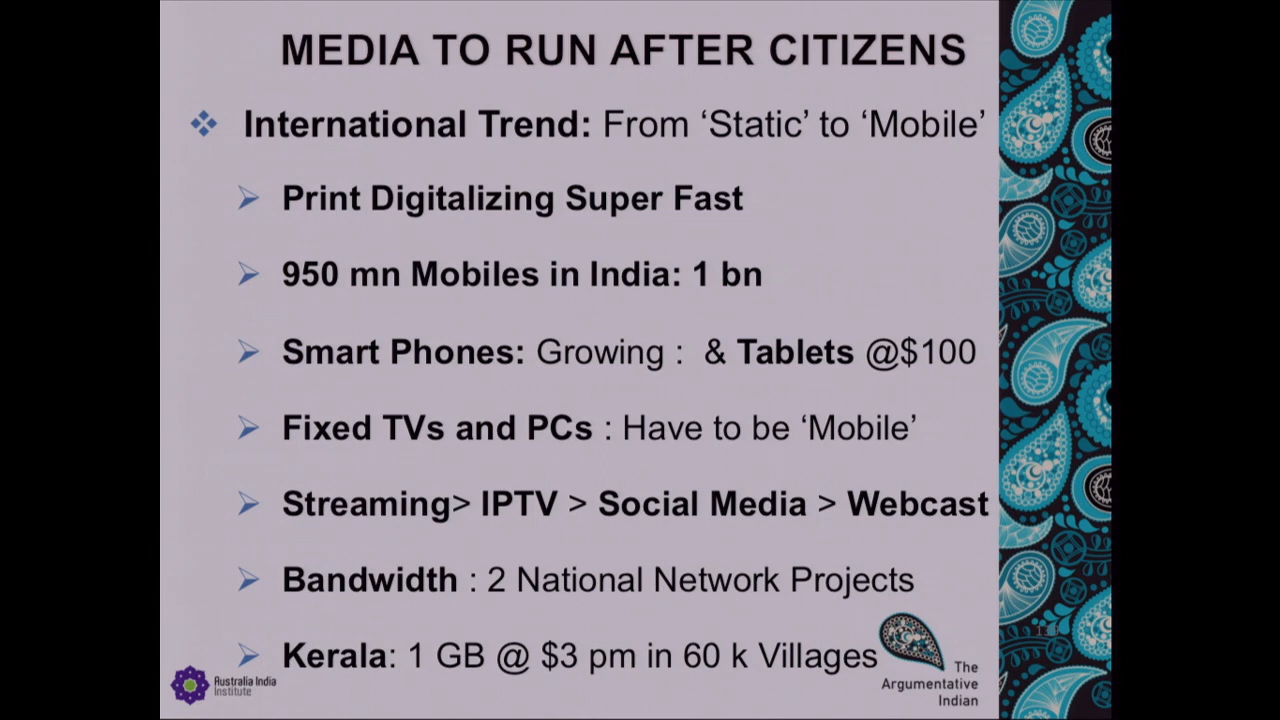 MEDIA TO RUN AFTER CITIZENS
International Trend: From ‘Static’ to ‘Mobile’
Print Digitalizing Super Fast
950 mn Mobiles in India: 1 bn
Smart Phones: Growing : & Tablets @$100
Fixed TVs and PCs : Have to be ‘Mobile’
Streaming> IPTV > Social Media > Webcast
Bandwidth : 2 National Network Projects
Kerala: 1 GB @ $3 pm in 60 k Villages
Australia India
Institute
The
Argumentative
Indian